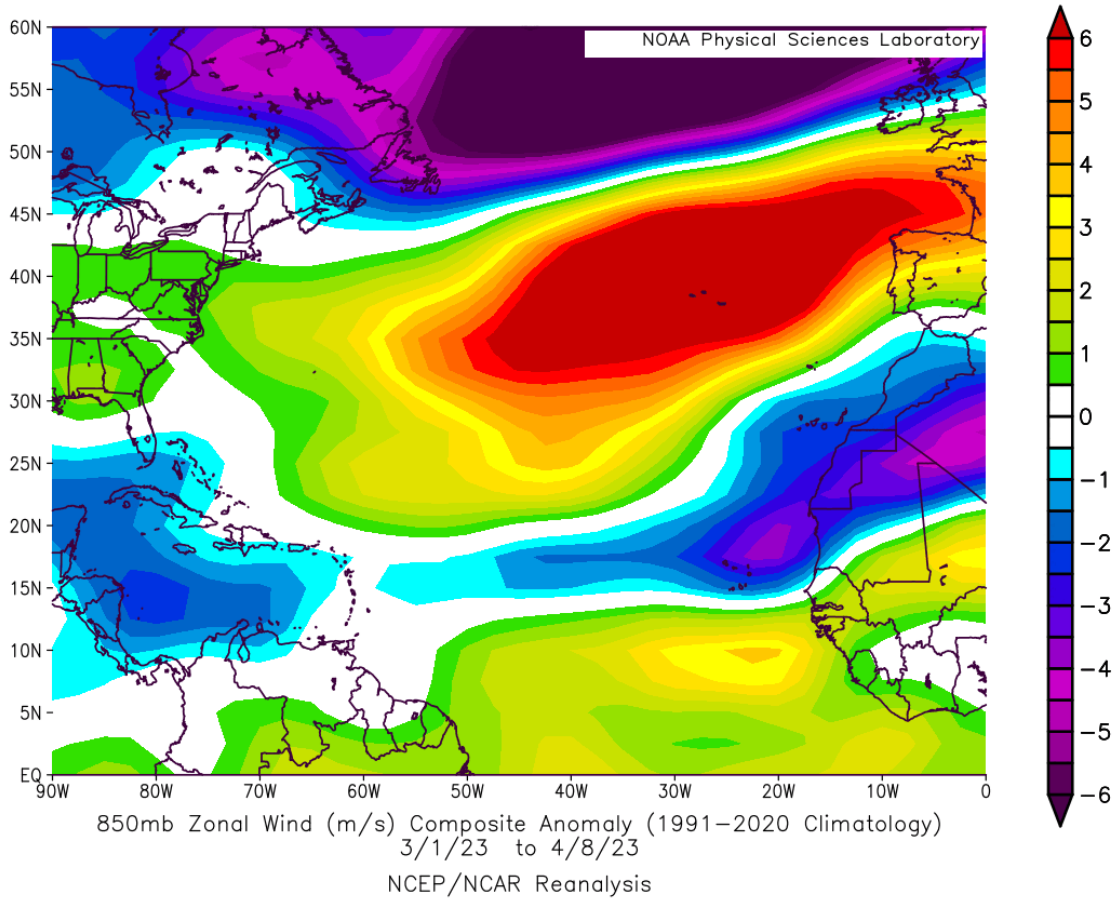 NOAA Physical Sciences Laboratory
60N
55N
50N
45N
40N
35N
30N
25N
20N
15N
10N
5N
EQ
90W 80W 70W 60W 50W 40W 30W 20W 10W 0
6
5
4
3
2
1
0
-1
-2
-3
-4
-5
-6
850mb Zonal Wind (m/s) Composite Anomaly (1991-2020 Climatology)
3/1/23 to 4/8/23
NCEP/NCAR Reanalysis